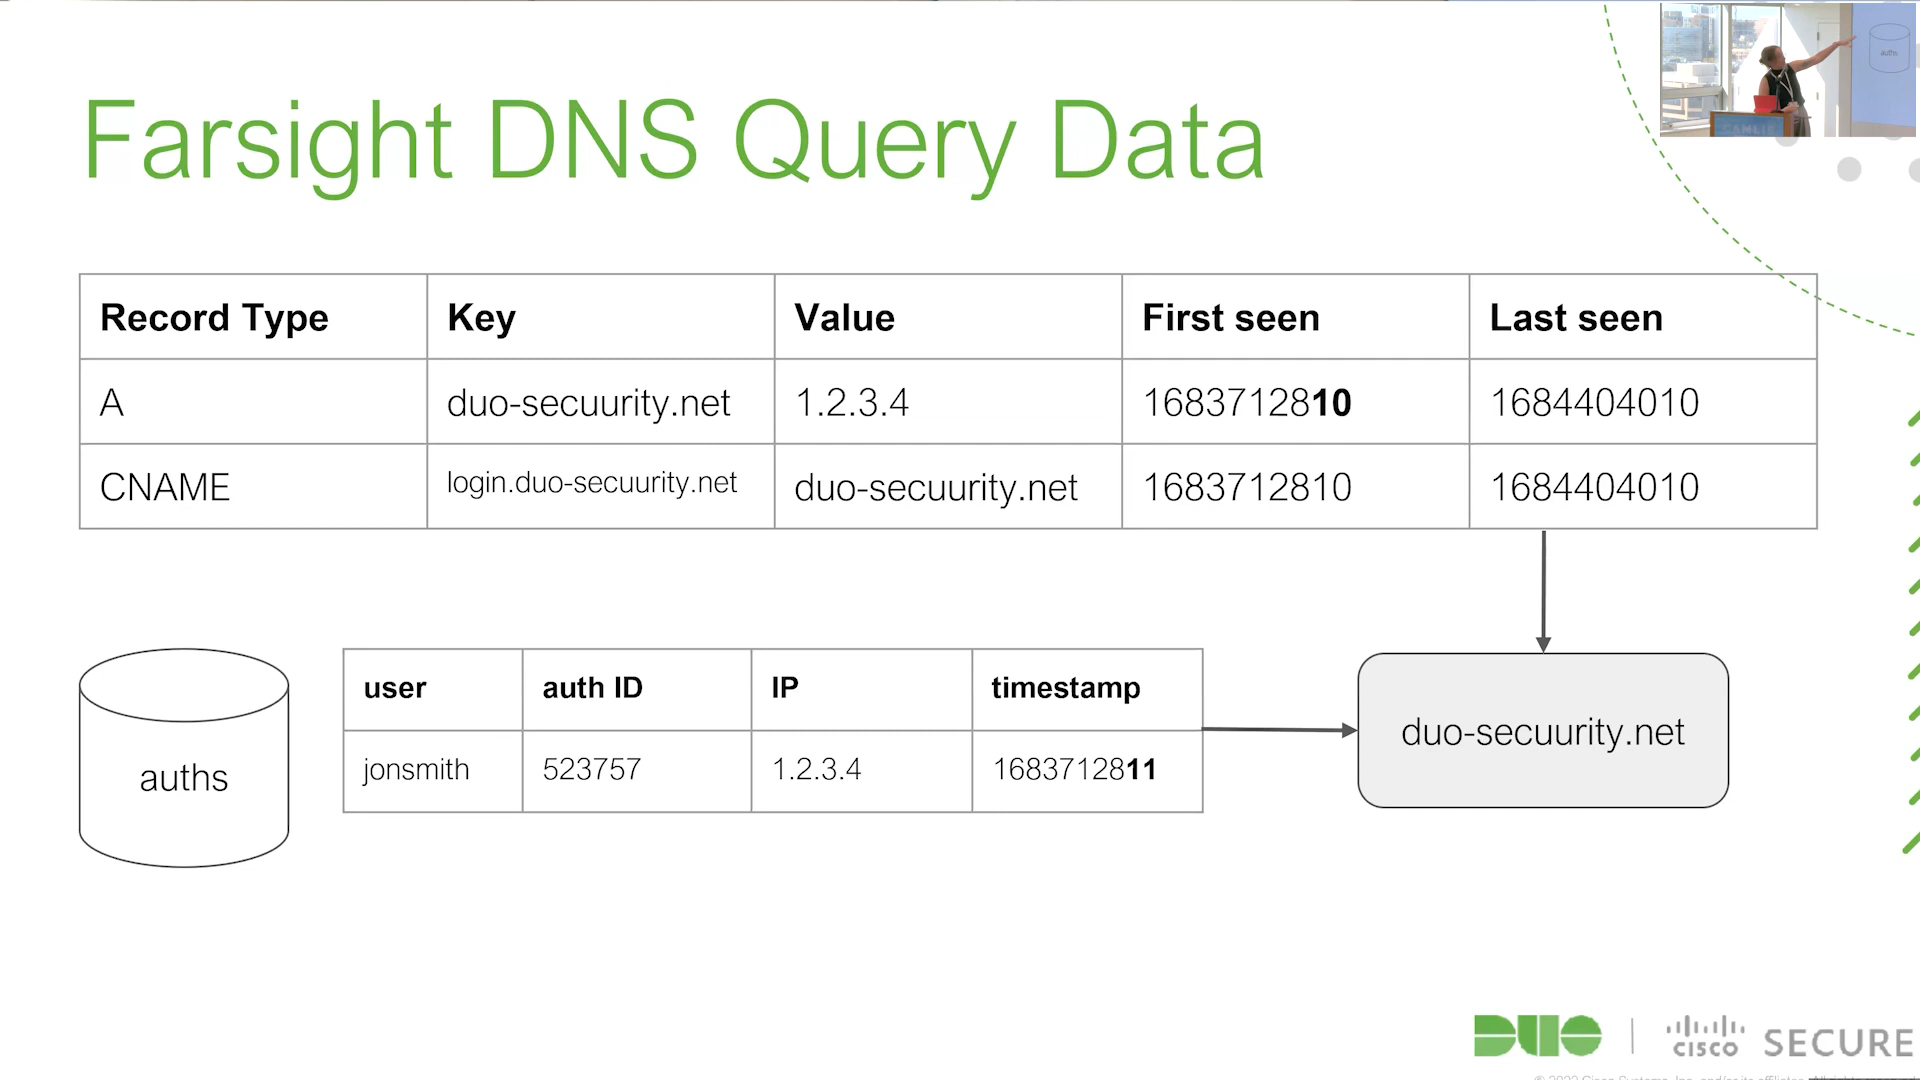 Farsight DNS Query Data
Record Type Key Value First seen Last seen
A duo-secuurity.net 1.2.3.4 1683712810 1684404010
CNAME login.duo-secuurity.net duo-secuurity.net 1683712810 1684404010
auths
user auth ID IP timestamp
jonsmith 523757 1.2.3.4 1683712811
duo-secuurity.net
auths
DUO CISCO SECURE